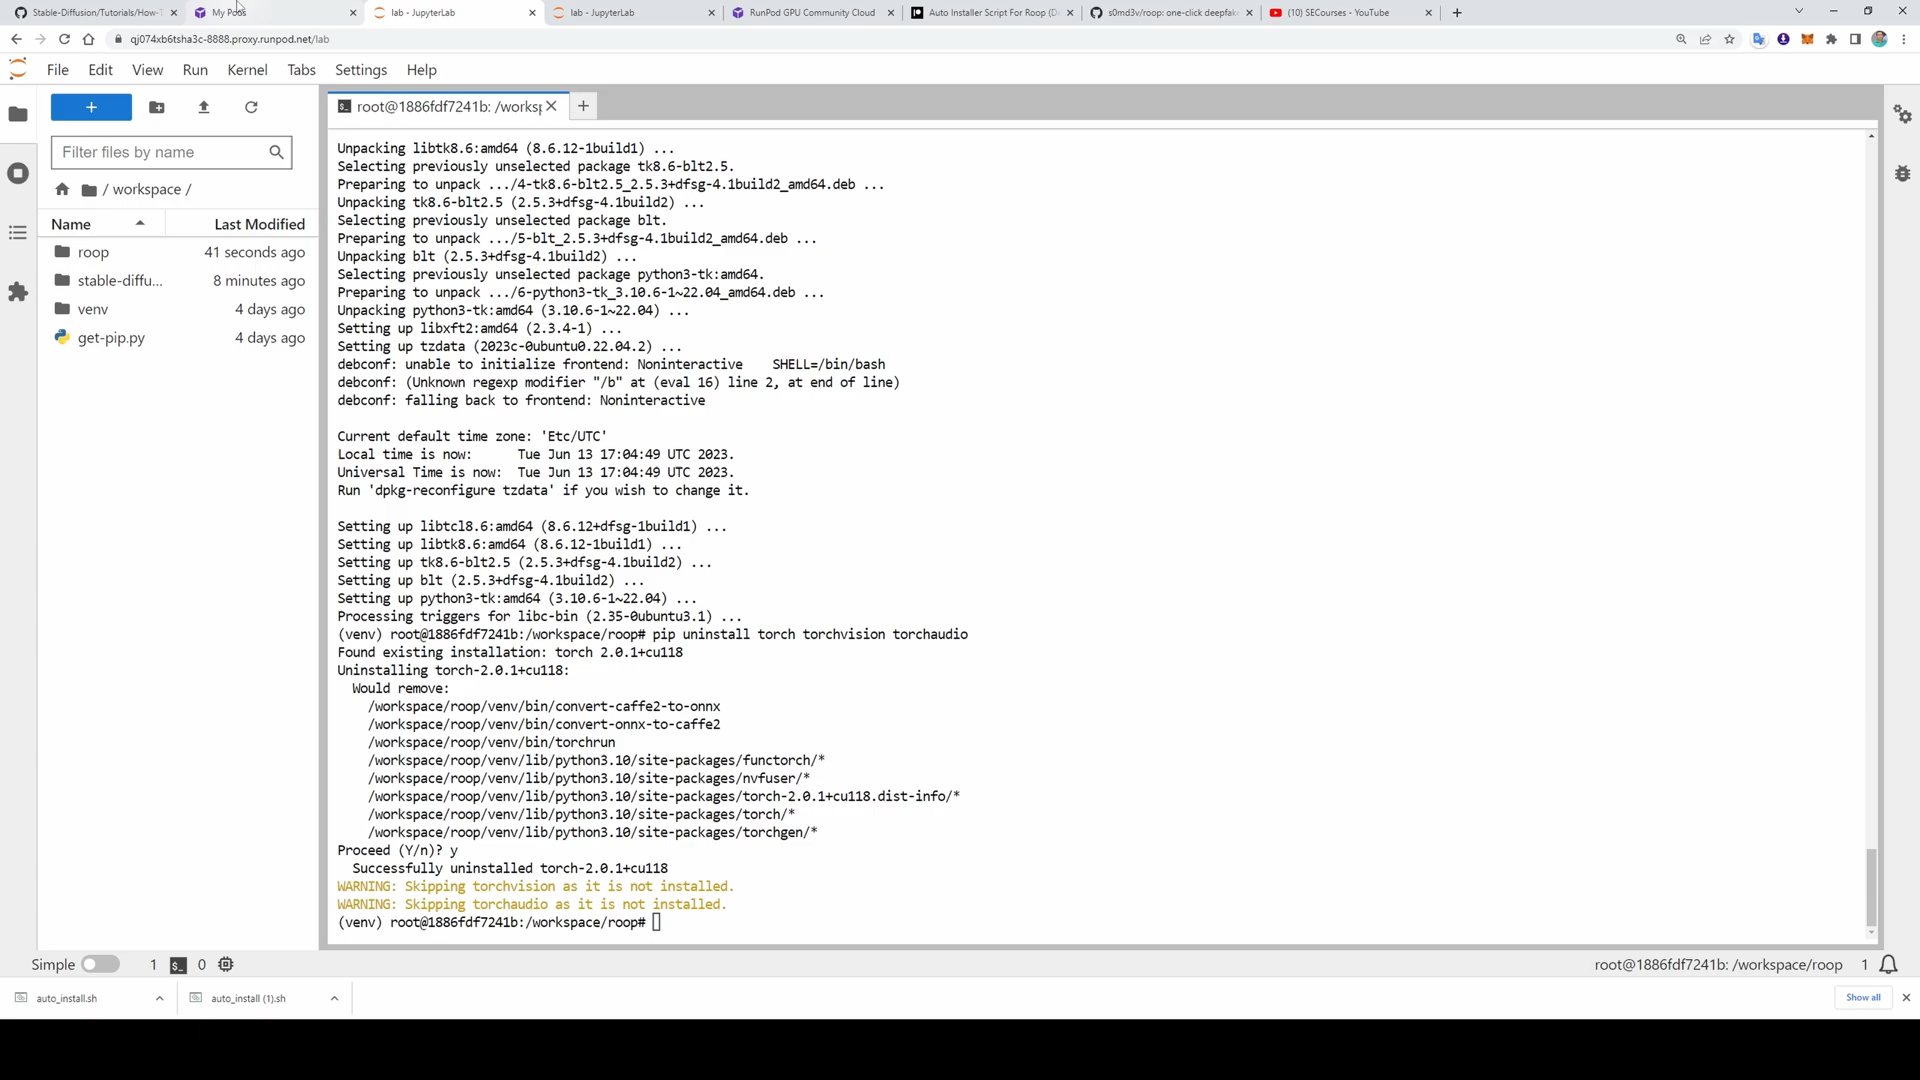 Stable-Diffusion/Tutorials/How-T
My Pods
lab - JupyterLab
lab - JupyterLab
RunPod GPU Community Cloud
Auto Installer Script For Roop (D
s0md3v/roop: one-click deepfak
(10) SECourses - YouTube
qj074xb6tsha3c-8888.proxy.runpod.net/lab
File Edit View Run Kernel Tabs Settings Help
root@1886fdf7241b: /worksp
Filter files by name
/ workspace /
Name Last Modified
roop 41 seconds ago
stable-diffu... 8 minutes ago
venv 4 days ago
get-pip.py 4 days ago
Unpacking libtk8.6:amd64 (8.6.12-1build1) ...
Selecting previously unselected package tk8.6-blt2.5.
Preparing to unpack .../4-tk8.6-blt2.5_2.5.3+dfsg-4.1build2_amd64.deb ...
Unpacking tk8.6-blt2.5 (2.5.3+dfsg-4.1build2) ...
Selecting previously unselected package blt.
Preparing to unpack .../5-blt_2.5.3+dfsg-4.1build2_amd64.deb ...
Unpacking blt (2.5.3+dfsg-4.1build2) ...
Selecting previously unselected package python3-tk:amd64.
Preparing to unpack .../6-python3-tk_3.10.6-1~22.04_amd64.deb ...
Unpacking python3-tk:amd64 (3.10.6-1~22.04) ...
Setting up libxft2:amd64 (2.3.4-1) ...
Setting up tzdata (2023c-0ubuntu0.22.04.2) ...
debconf: unable to initialize frontend: Noninteractive    SHELL=/bin/bash
debconf: (Unknown regexp modifier "/b" at (eval 16) line 2, at end of line)
debconf: falling back to frontend: Noninteractive
Current default time zone: 'Etc/UTC'
Local time is now:      Tue Jun 13 17:04:49 UTC 2023.
Universal Time is now:  Tue Jun 13 17:04:49 UTC 2023.
Run 'dpkg-reconfigure tzdata' if you wish to change it.
Setting up libtcl8.6:amd64 (8.6.12+dfsg-1build1) ...
Setting up libtk8.6:amd64 (8.6.12-1build1) ...
Setting up tk8.6-blt2.5 (2.5.3+dfsg-4.1build2) ...
Setting up blt (2.5.3+dfsg-4.1build2) ...
Setting up python3-tk:amd64 (3.10.6-1~22.04) ...
Processing triggers for libc-bin (2.35-0ubuntu3.1) ...
(venv) root@1886fdf7241b:/workspace/roop# pip uninstall torch torchvision torchaudio
Found existing installation: torch 2.0.1+cu118
Uninstalling torch-2.0.1+cu118:
Would remove:
/workspace/roop/venv/bin/convert-caffe2-to-onnx
/workspace/roop/venv/bin/convert-onnx-to-caffe2
/workspace/roop/venv/bin/torchrun
/workspace/roop/venv/lib/python3.10/site-packages/functorch/*
/workspace/roop/venv/lib/python3.10/site-packages/nvfuser/*
/workspace/roop/venv/lib/python3.10/site-packages/torch-2.0.1+cu118.dist-info/*
/workspace/roop/venv/lib/python3.10/site-packages/torch/*
/workspace/roop/venv/lib/python3.10/site-packages/torchgen/*
Proceed (Y/n)? y
Successfully uninstalled torch-2.0.1+cu118
WARNING: Skipping torchvision as it is not installed.
WARNING: Skipping torchaudio as it is not installed.
(venv) root@1886fdf7241b:/workspace/roop#
Simple 1 0 root@1886fdf7241b: /workspace/roop 1
auto_install.sh auto_install (1).sh Show all